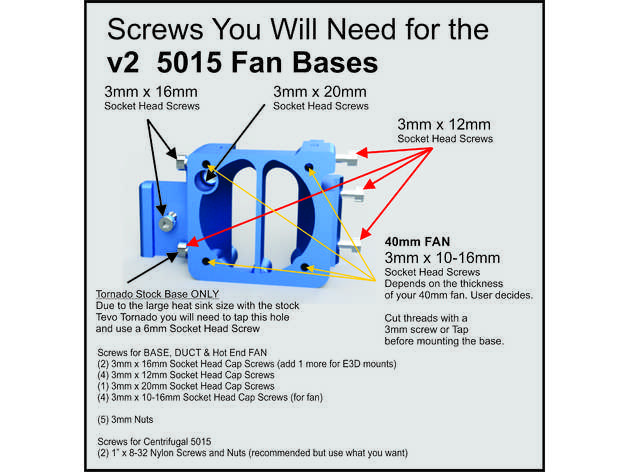 Screws You Will Need for the
v2 5015 Fan Bases
3mm x 16mm
Socket Head Screws
3mm x 20mm
Socket Head Screws
3mm x 12mm
Socket Head Screws
40mm FAN
3mm x 10-16mm
Socket Head Screws
Depends on the thickness
of your 40mm fan. User decides.
Cut threads with a
3mm screw or Tap
before mounting the base.
Tornado Stock Base ONLY
Due to the large heat sink size with the stock
Tevo Tornado you will need to tap this hole
and use a 6mm Socket Head Screw
Screws for BASE, DUCT & Hot End FAN
(2) 3mm x 16mm Socket Head Cap Screws (add 1 more for E3D mounts)
(4) 3mm x 12mm Socket Head Cap Screws
(1) 3mm x 20mm Socket Head Cap Screws
(4) 3mm x 10-16mm Socket Head Cap Screws (for fan)
(5) 3mm Nuts
Screws for Centrifugal 5015
(2) 1" x 8-32 Nylon Screws and Nuts (recommended but use what you want)